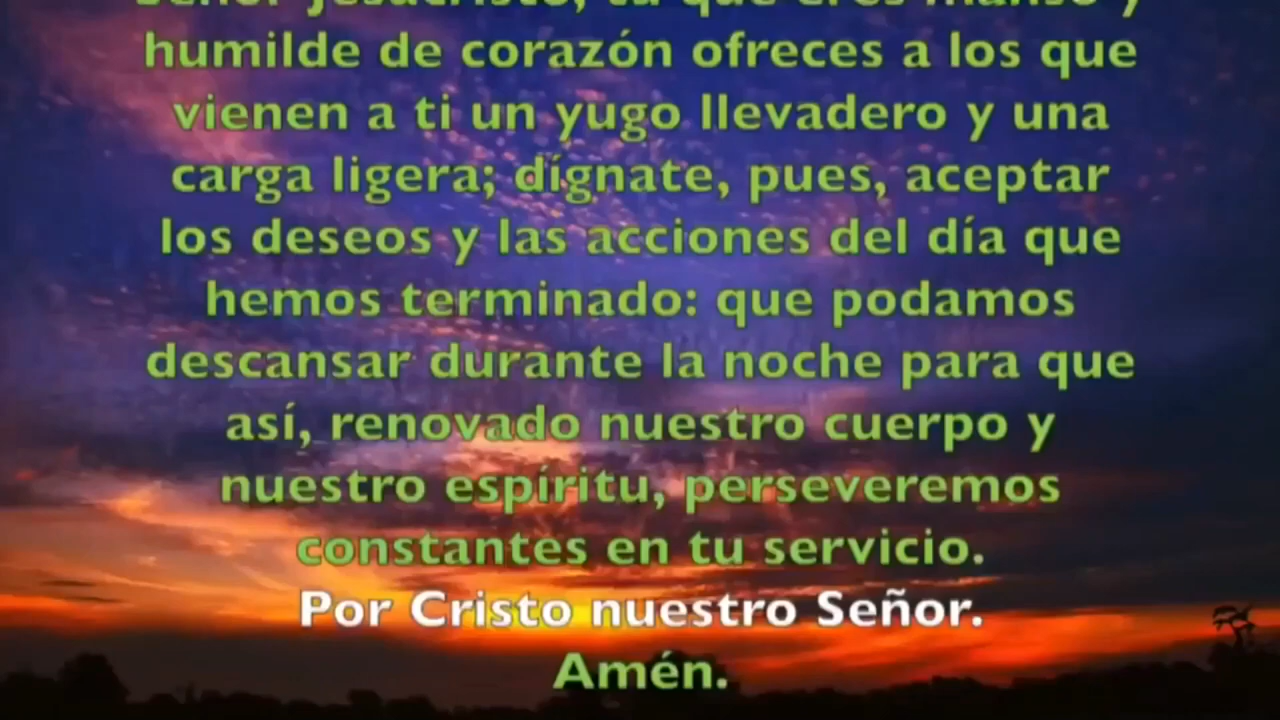 Señor Jesucristo, tú que eres manso y
humilde de corazón ofreces a los que
vienen a ti un yugo llevadero y una
carga ligera; dígnate, pues, aceptar
los deseos y las acciones del día que
hemos terminado: que podamos
descansar durante la noche para que
así, renovado nuestro cuerpo y
nuestro espíritu, perseveremos
constantes en tu servicio.
Por Cristo nuestro Señor.
Amén.